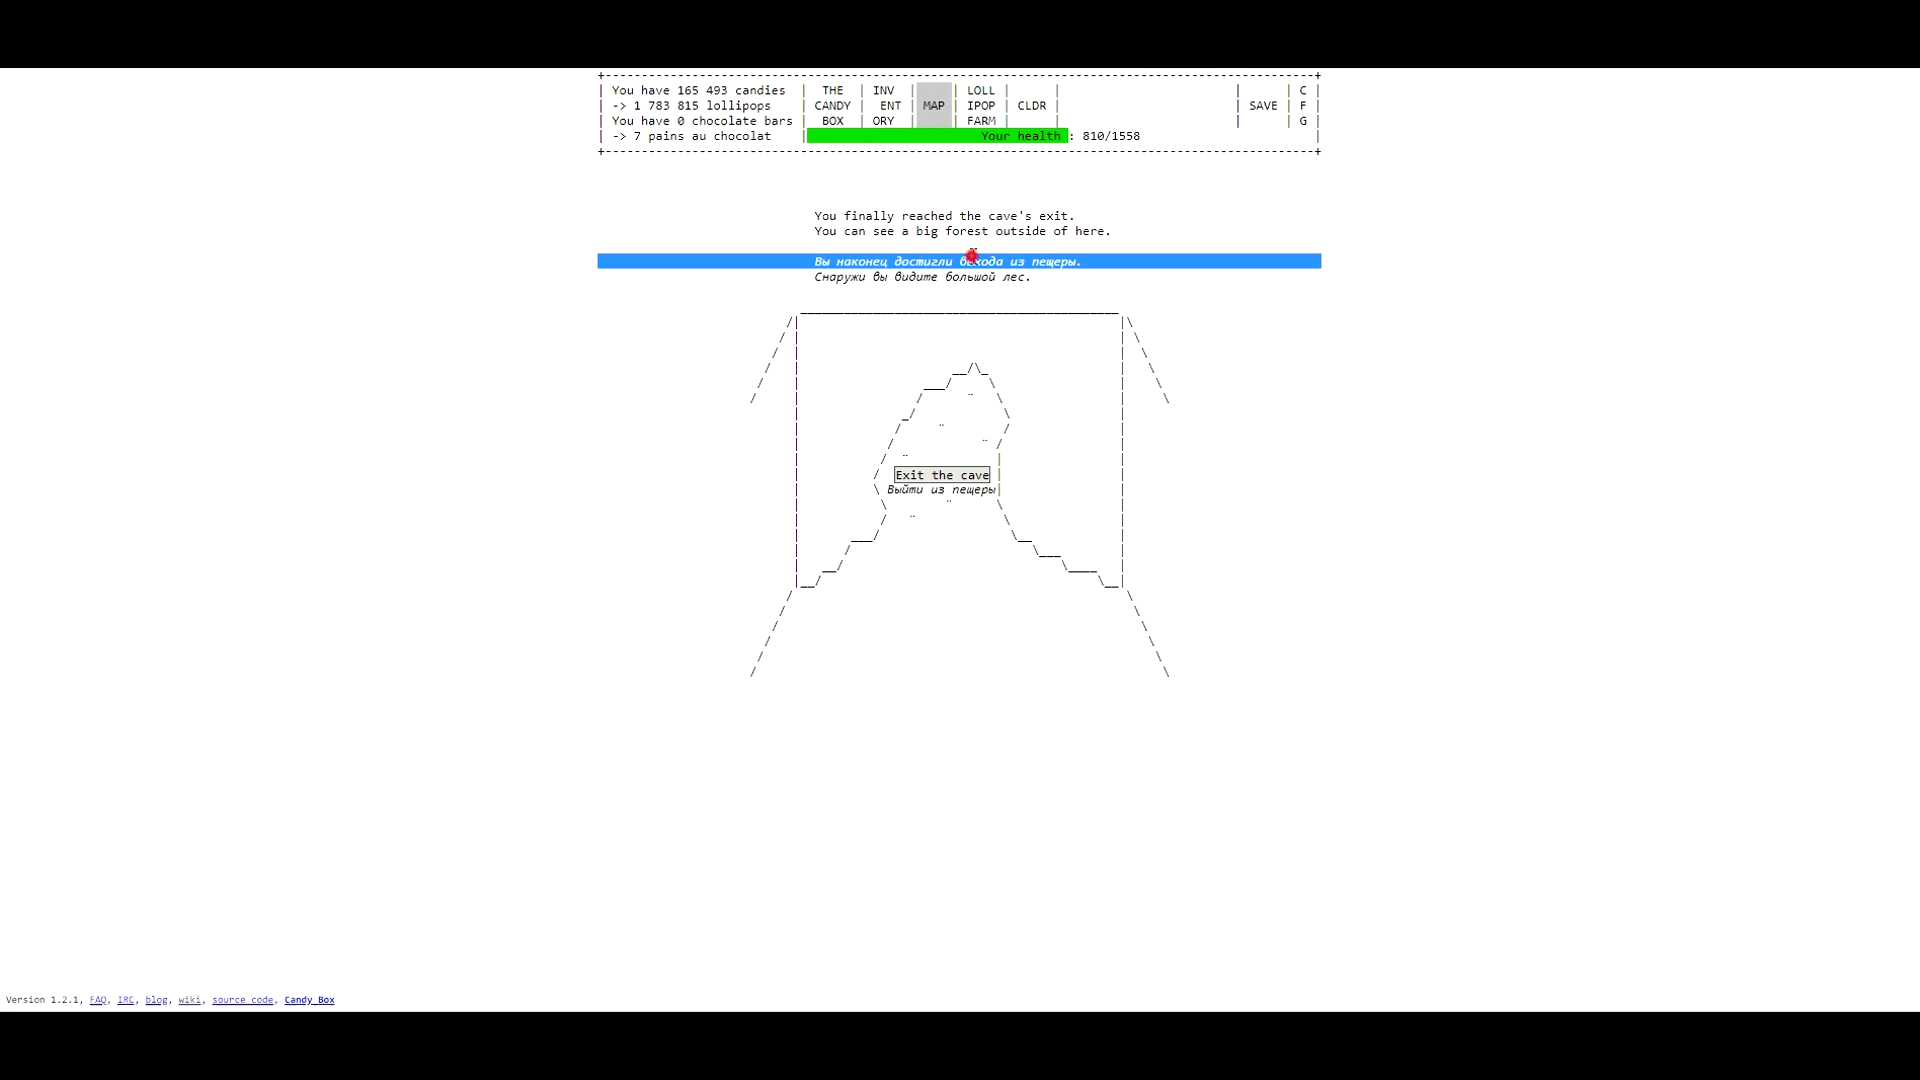 You have 165 493 candies | THE | INV | | LOLL | | | | C |
-> 1 783 815 lollipops | CANDY | ENT | MAP | IPOP | CLDR | | SAVE | F |
You have 0 chocolate bars | BOX | ORY | | FARM | | | | G |
-> 7 pains au chocolat | Your health : 810/1558
You finally reached the cave's exit.
You can see a big forest outside of here.
Вы наконец достигли выхода из пещеры.
Снаружи вы видите большой лес.
Exit the cave
Выйти из пещеры
Version 1.2.1, FAQ, IRC, blog, wiki, source code, Candy Box